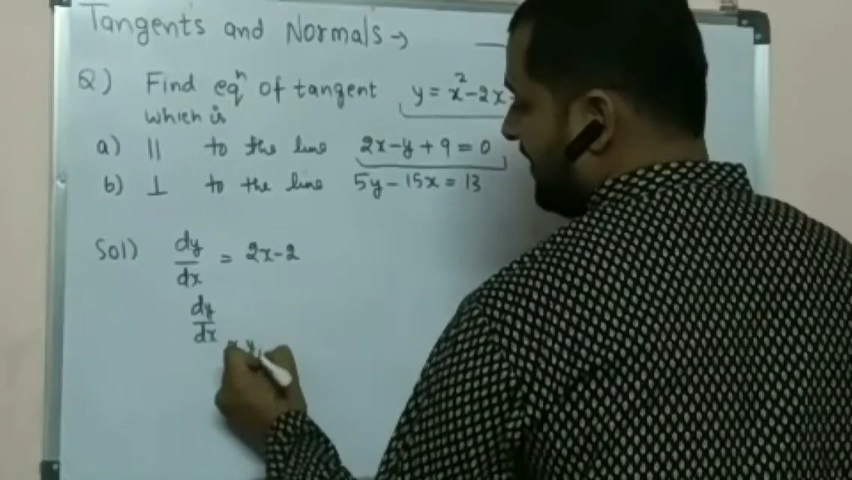 Tangents and Normals →
Q) Find eqⁿ of tangent y = x² - 2x
which is
a) || to the line 2x - y + 9 = 0
b) ⊥ to the line 5y - 15x = 13
Sol) dy/dx = 2x - 2
dy/dx